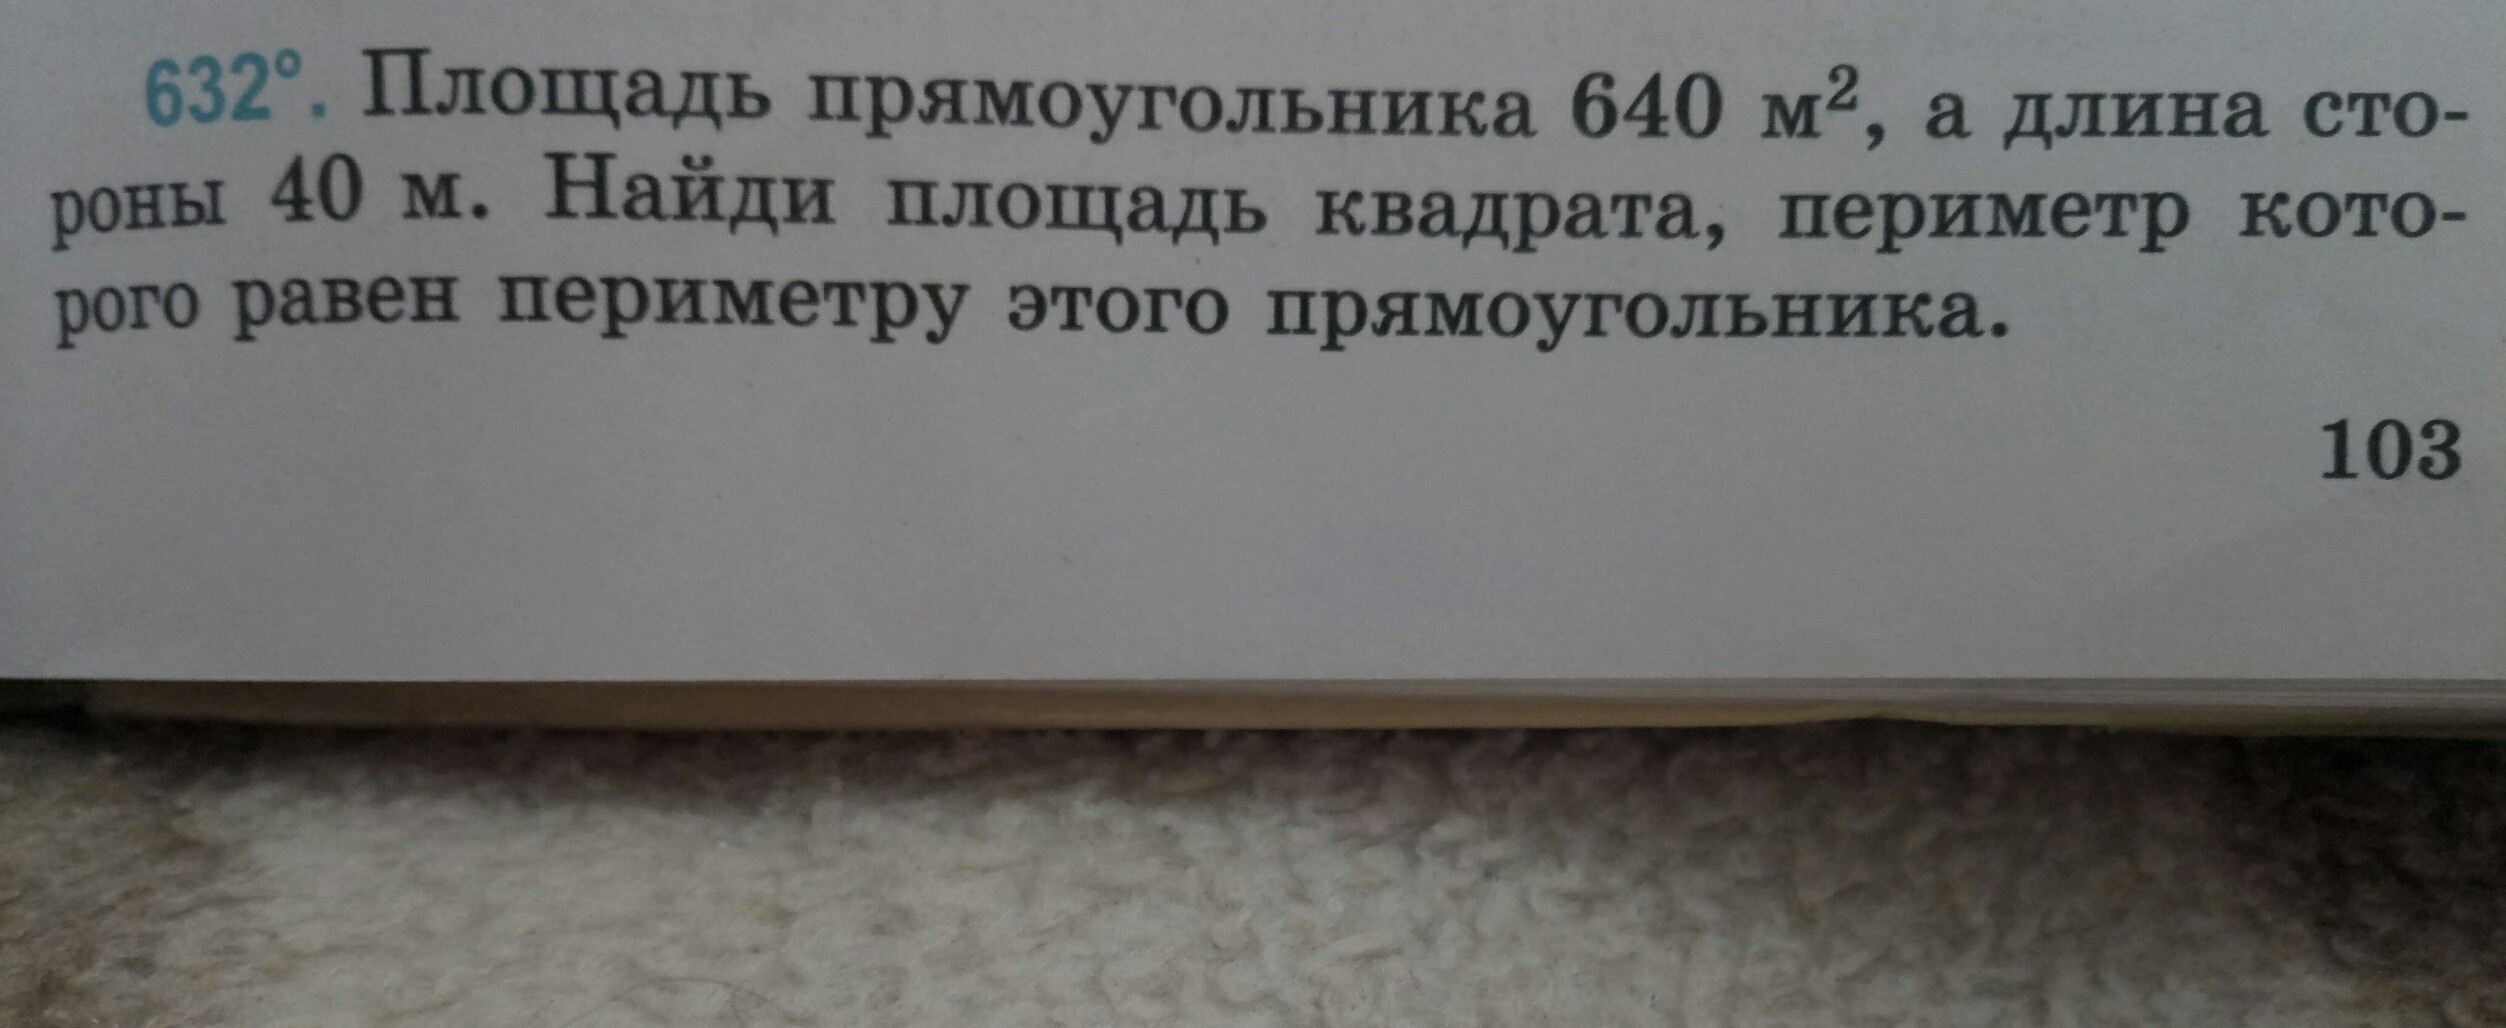 632°. Площадь прямоугольника 640 м², а длина сто-
роны 40 м. Найди площадь квадрата, периметр кото-
рого равен периметру этого прямоугольника.
103